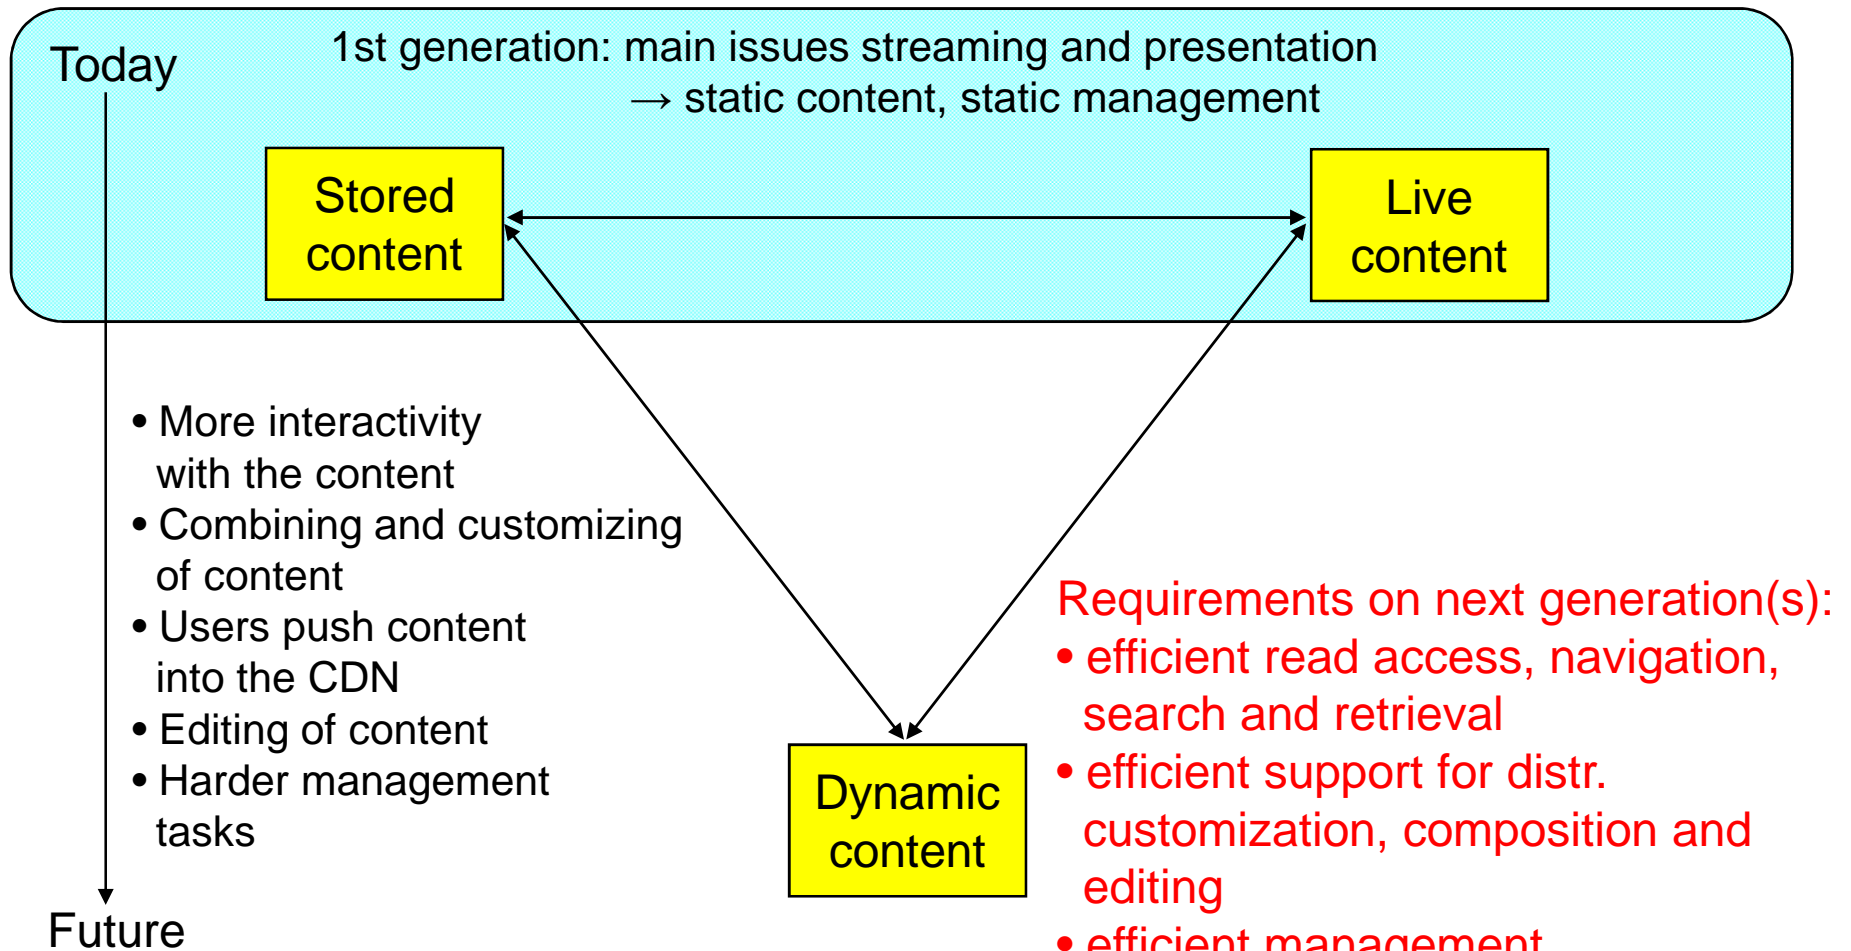 Today
1st generation: main issues streaming and presentation
→ static content, static management
Stored
content
Live
content
• More interactivity
with the content
• Combining and customizing
of content
• Users push content
into the CDN
• Editing of content
• Harder management
tasks
Future
Dynamic
content
Requirements on next generation(s):
• efficient read access, navigation,
search and retrieval
• efficient support for distr.
customization, composition and
editing
• efficient management